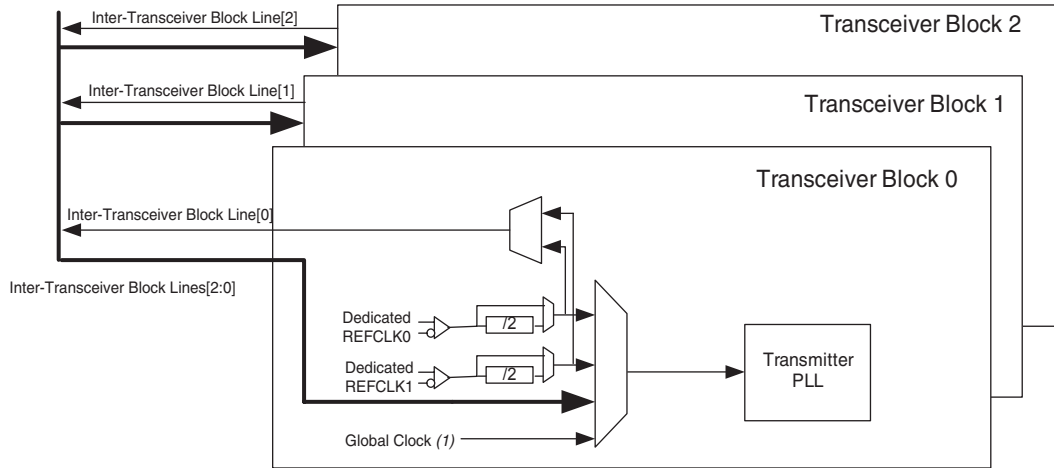 Inter-Transceiver Block Line[2]
Transceiver Block 2
Inter-Transceiver Block Line[1]
Transceiver Block 1
Transceiver Block 0
Inter-Transceiver Block Line[0]
Inter-Transceiver Block Lines[2:0]
Dedicated
REFCLK0
/2
Dedicated
REFCLK1
/2
Transmitter
PLL
Global Clock (1)